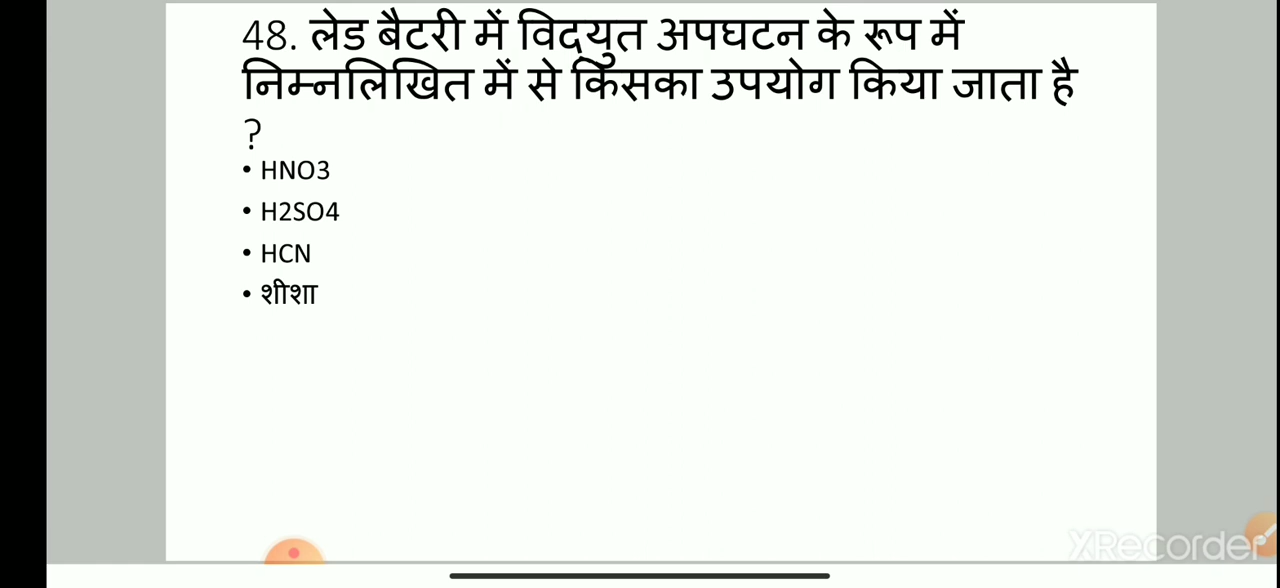 48. लेड बैटरी में विद्युत अपघटन के रूप में
निम्नलिखित में से किसका उपयोग किया जाता है
?
• HNO3
• H2SO4
• HCN
• शीशा
XRecorder